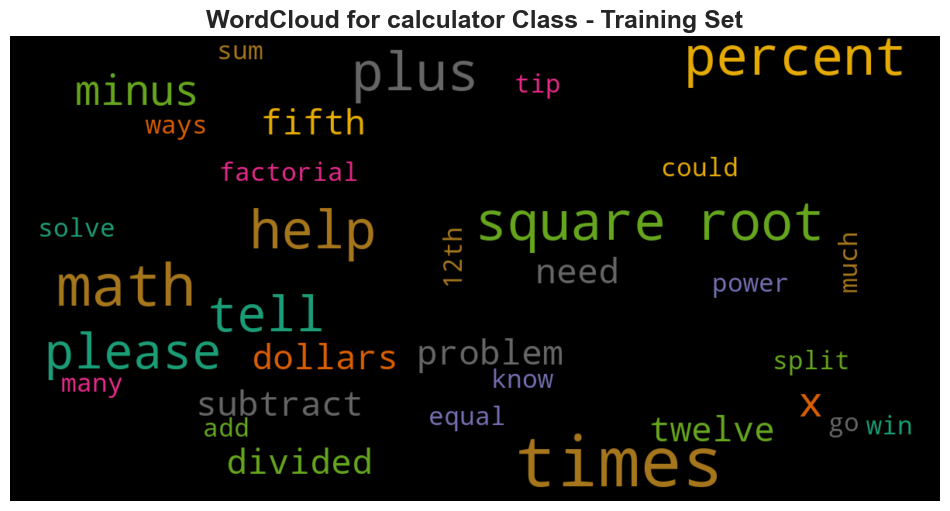 WordCloud for calculator Class - Training Set
sum
plus
percent
minus
tip
ways
fifth
factorial
could
solve
help
square root
12th
much
math
need
power
tell
please
dollars
problem
split
many
know
subtract
x
add
equal
twelve
go
win
divided
times